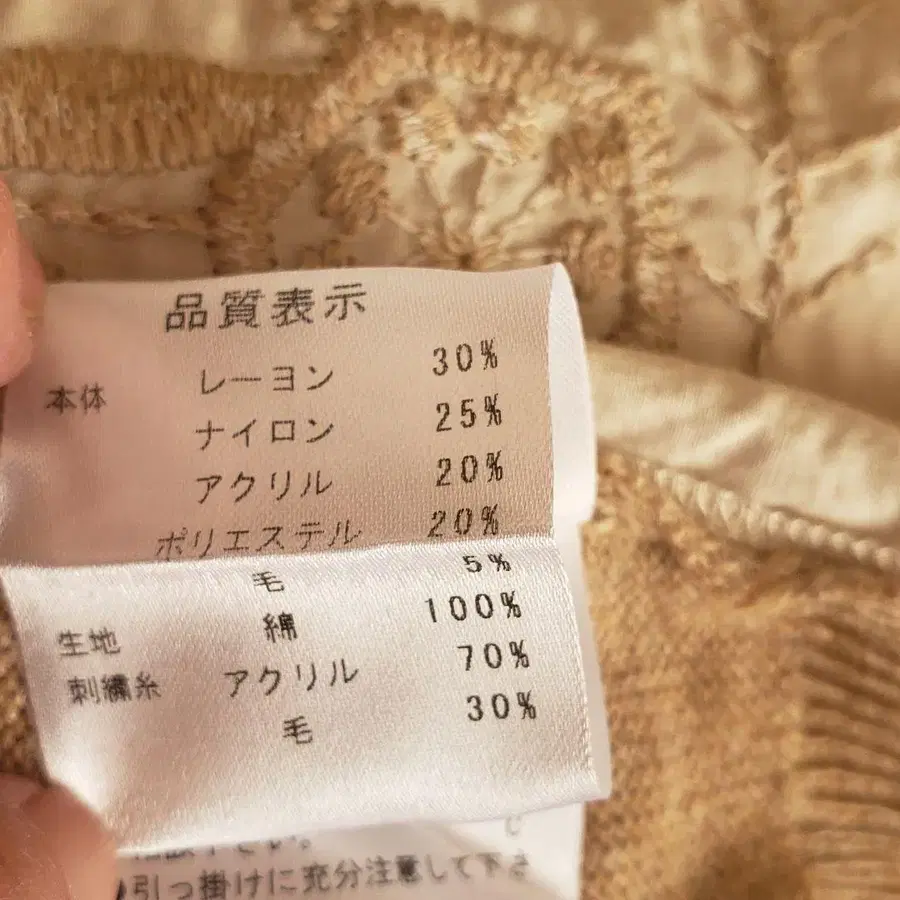 品質表示
本体 レーヨン 30%
ナイロン 25%
アクリル 20%
ポリエステル 20%
毛 5%
生地 綿 100%
刺繍糸 アクリル 70%
毛 30%
引っ掛けに充分注意して下さ